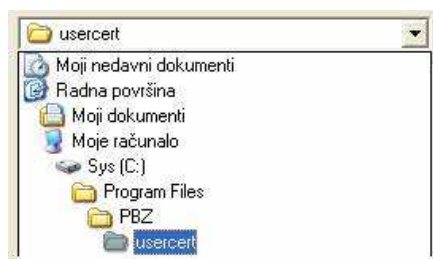 usercert
Moji nedavni dokumenti
Radna površina
Moji dokumenti
Moje računalo
Sys (C:)
Program Files
PBZ
usercert